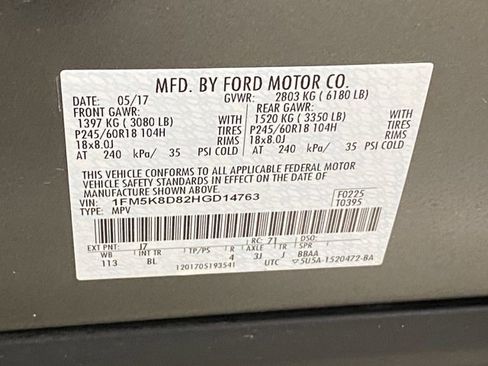 MFD. BY FORD MOTOR CO.
DATE: 05/17 GVWR: 2803 KG ( 6180 LB)
FRONT GAWR: REAR GAWR:
1397 KG ( 3080 LB) WITH 1520 KG ( 3350 LB) WITH
P245/60R18 104H TIRES P245/60R18 104H TIRES
18x8.0J RIMS 18x8.0J RIMS
AT 240 kPa/ 35 PSI COLD AT 240 kPa/ 35 PSI COLD
THIS VEHICLE CONFORMS TO ALL APPLICABLE FEDERAL MOTOR
VEHICLE SAFETY STANDARDS IN EFFECT ON THE DATE OF
MANUFACTURE SHOWN ABOVE.
VIN: 1FM5K8D82HGD14763 F0225
TYPE: MPV T0395
EXT PNT: J7 RC: 71 DSO:
WB INT TR TP/PS R AXLE TR SPR
113 BL 4 3J J BBAA
1201705193541 UTC 5U5A-1520472-BA